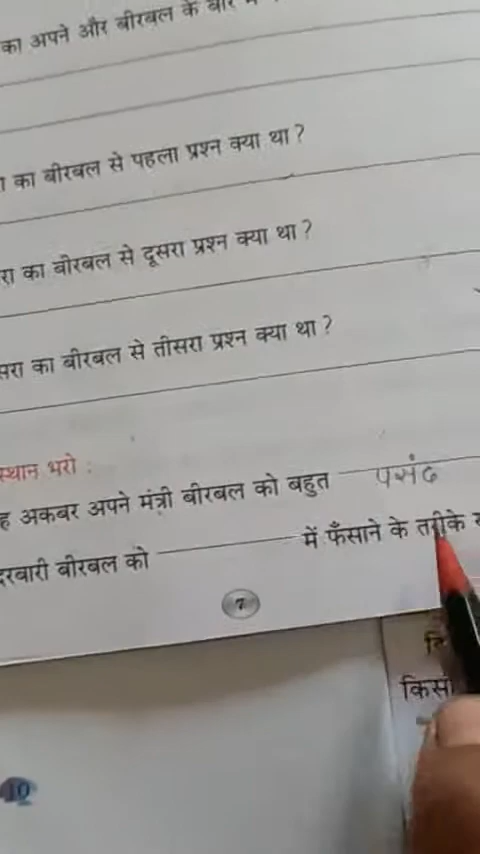 का अपने और बीरबल के बारे में
का बीरबल से पहला प्रश्न क्या था?
रा का बीरबल से दूसरा प्रश्न क्या था?
सरा का बीरबल से तीसरा प्रश्न क्या था?
स्थान भरो :
ह अकबर अपने मंत्री बीरबल को बहुत पसंद
दरबारी बीरबल को में फँसाने के तरीके
7
किसी
10